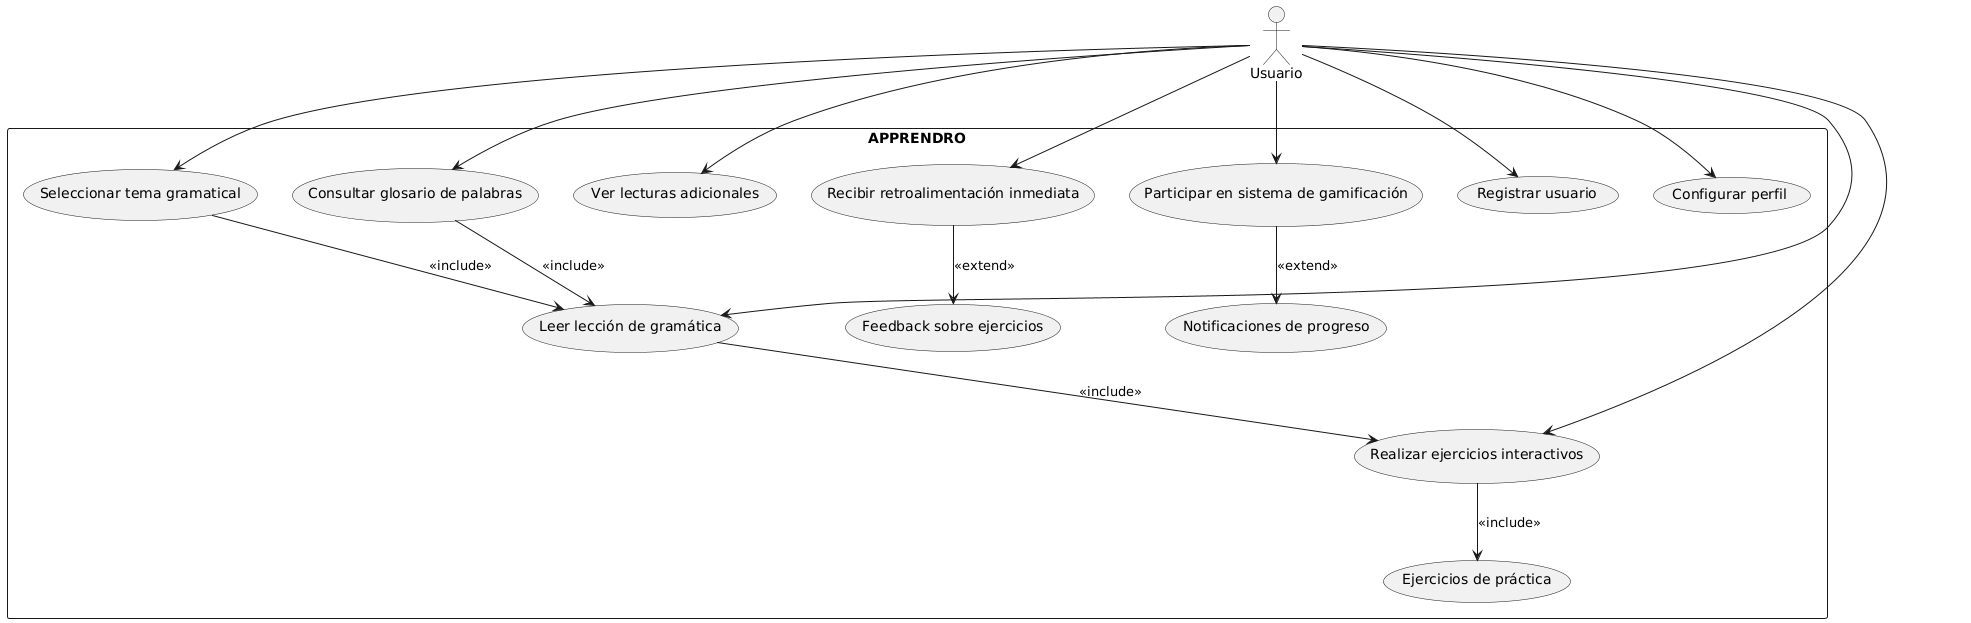 Usuario
APPRENDRO
Seleccionar tema gramatical
Consultar glosario de palabras
Ver lecturas adicionales
Recibir retroalimentación inmediata
Participar en sistema de gamificación
Registrar usuario
Configurar perfil
«include»
«include»
«extend»
«extend»
Leer lección de gramática
Feedback sobre ejercicios
Notificaciones de progreso
«include»
Realizar ejercicios interactivos
«include»
Ejercicios de práctica